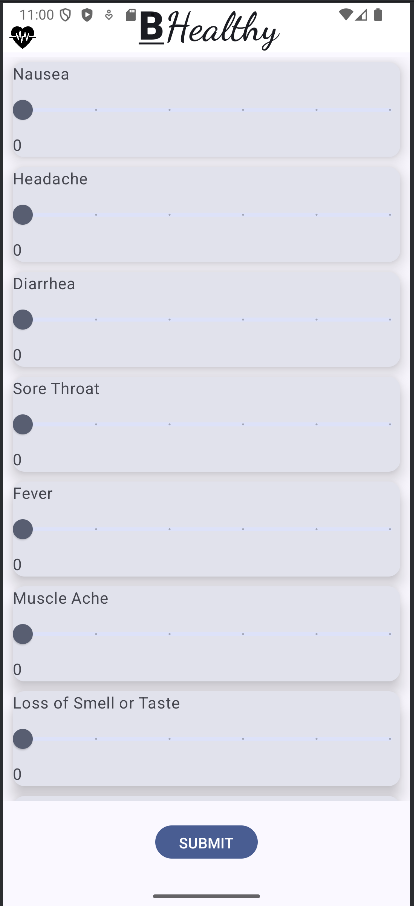 11:00
BHealthy
Nausea
0
Headache
0
Diarrhea
0
Sore Throat
0
Fever
0
Muscle Ache
0
Loss of Smell or Taste
0
SUBMIT